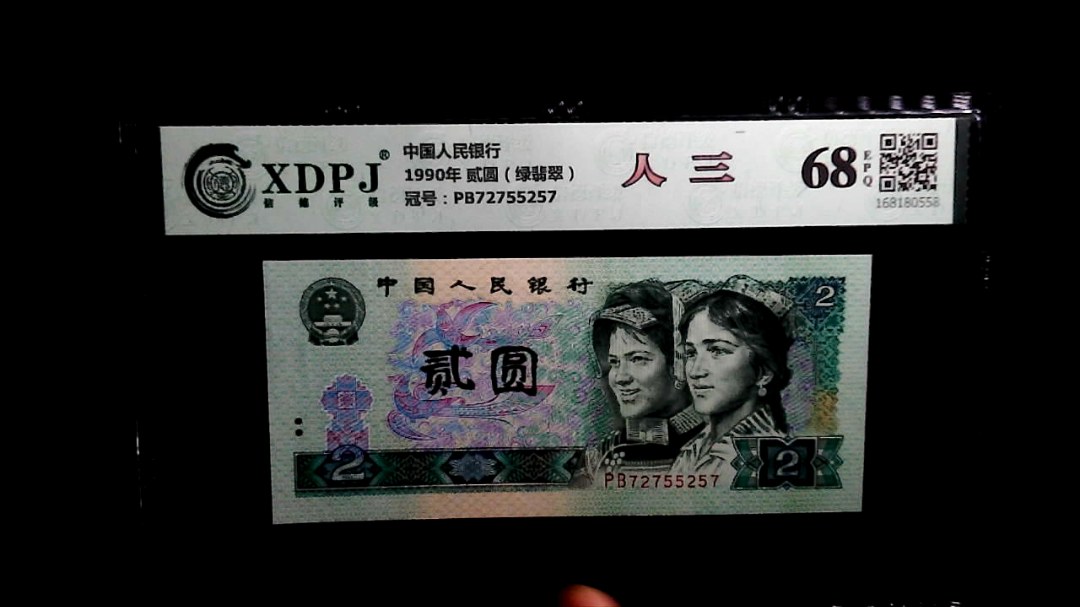 XDPJ®
信德评级
中国人民银行
1990年 贰圆（绿翡翠）
冠号：PB72755257
人三
68
EPQ
168180558
中国人民银行
2
贰圆
2
2
PB72755257